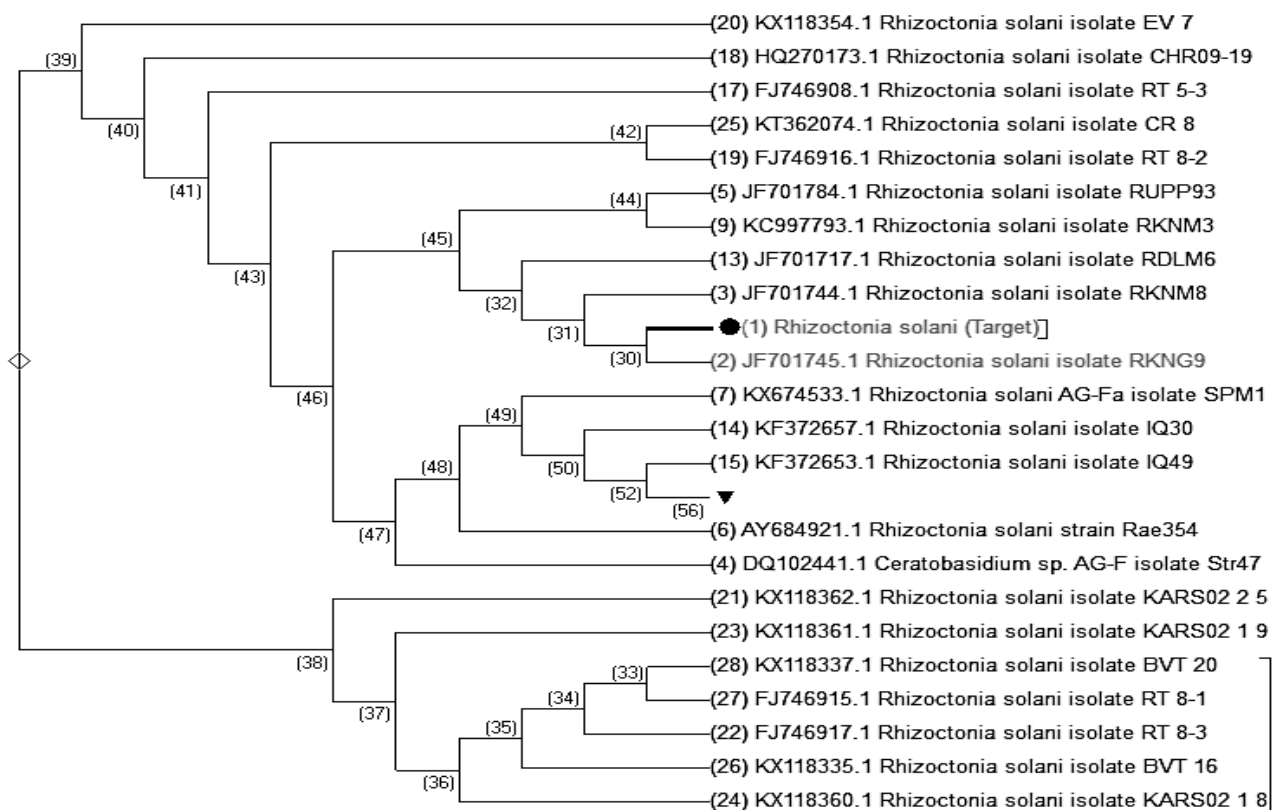 (20) KX118354.1 Rhizoctonia solani isolate EV 7
(39)
(18) HQ270173.1 Rhizoctonia solani isolate CHR09-19
(17) FJ746908.1 Rhizoctonia solani isolate RT 5-3
(40)
(42)
(25) KT362074.1 Rhizoctonia solani isolate CR 8
(19) FJ746916.1 Rhizoctonia solani isolate RT 8-2
(41)
(5) JF701784.1 Rhizoctonia solani isolate RUPP93
(44)
(9) KC997793.1 Rhizoctonia solani isolate RKNM3
(45)
(13) JF701717.1 Rhizoctonia solani isolate RDLM6
(43)
(3) JF701744.1 Rhizoctonia solani isolate RKNM8
(32)
(1) Rhizoctonia solani (Target)
(31)
(2) JF701745.1 Rhizoctonia solani isolate RKNG9
(30)
(7) KX674533.1 Rhizoctonia solani AG-Fa isolate SPM1
(46)
(49)
(14) KF372657.1 Rhizoctonia solani isolate IQ30
(15) KF372653.1 Rhizoctonia solani isolate IQ49
(48)
(50)
(52)
(56)
(6) AY684921.1 Rhizoctonia solani strain Rae354
(47)
(4) DQ102441.1 Ceratobasidium sp. AG-F isolate Str47
(21) KX118362.1 Rhizoctonia solani isolate KARS02 2 5
(23) KX118361.1 Rhizoctonia solani isolate KARS02 1 9
(38)
(28) KX118337.1 Rhizoctonia solani isolate BVT 20
(33)
(27) FJ746915.1 Rhizoctonia solani isolate RT 8-1
(34)
(37)
(22) FJ746917.1 Rhizoctonia solani isolate RT 8-3
(35)
(26) KX118335.1 Rhizoctonia solani isolate BVT 16
(36)
(24) KX118360.1 Rhizoctonia solani isolate KARS02 1 8